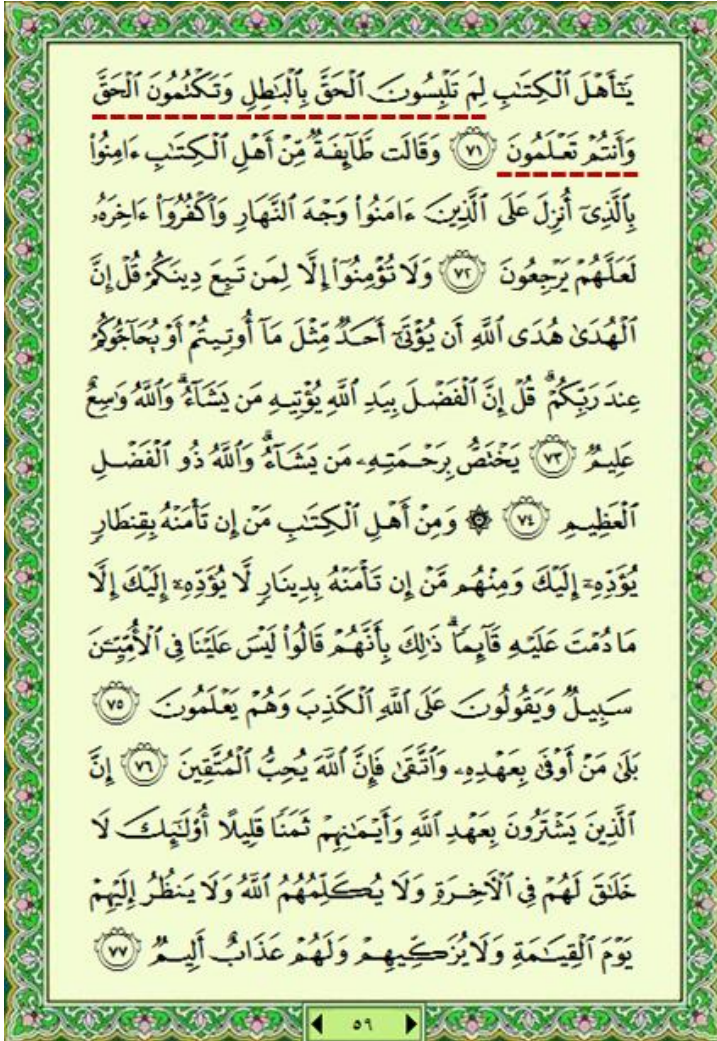 يَـٰٓأَهْلَ ٱلْكِتَـٰبِ لِمَ تَلْبِسُونَ ٱلْحَقَّ بِٱلْبَـٰطِلِ وَتَكْتُمُونَ ٱلْحَقَّ
وَأَنتُمْ تَعْلَمُونَ ٧١ وَقَالَت طَّآئِفَةٌ مِّنْ أَهْلِ ٱلْكِتَـٰبِ ءَامِنُوا۟
بِٱلَّذِىٓ أُنزِلَ عَلَى ٱلَّذِينَ ءَامَنُوا۟ وَجْهَ ٱلنَّهَارِ وَٱكْفُرُوٓا۟ ءَاخِرَهُۥ
لَعَلَّهُمْ يَرْجِعُونَ ٧٢ وَلَا تُؤْمِنُوٓا۟ إِلَّا لِمَن تَبِعَ دِينَكُمْ قُلْ إِنَّ
ٱلْهُدَىٰ هُدَى ٱللَّهِ أَن يُؤْتَىٰٓ أَحَدٌ مِّثْلَ مَآ أُوتِيتُمْ أَوْ يُحَآجُّوكُمْ
عِندَ رَبِّكُمْ ۗ قُلْ إِنَّ ٱلْفَضْلَ بِيَدِ ٱللَّهِ يُؤْتِيهِ مَن يَشَآءُ ۗ وَٱللَّهُ وَٰسِعٌ
عَلِيمٌ ٧٣ يَخْتَصُّ بِرَحْمَتِهِۦ مَن يَشَآءُ ۗ وَٱللَّهُ ذُو ٱلْفَضْلِ
ٱلْعَظِيمِ ٧٤ ۞ وَمِنْ أَهْلِ ٱلْكِتَـٰبِ مَنْ إِن تَأْمَنْهُ بِقِنطَارٍ
يُؤَدِّهِۦٓ إِلَيْكَ وَمِنْهُم مَّنْ إِن تَأْمَنْهُ بِدِينَارٍ لَّا يُؤَدِّهِۦٓ إِلَيْكَ إِلَّا
مَا دُمْتَ عَلَيْهِ قَآئِمًا ۗ ذَٰلِكَ بِأَنَّهُمْ قَالُوا۟ لَيْسَ عَلَيْنَا فِى ٱلْأُمِّيِّـۧنَ
سَبِيلٌ وَيَقُولُونَ عَلَى ٱللَّهِ ٱلْكَذِبَ وَهُمْ يَعْلَمُونَ ٧٥
بَلَىٰ مَنْ أَوْفَىٰ بِعَهْدِهِۦ وَٱتَّقَىٰ فَإِنَّ ٱللَّهَ يُحِبُّ ٱلْمُتَّقِينَ ٧٦ إِنَّ
ٱلَّذِينَ يَشْتَرُونَ بِعَهْدِ ٱللَّهِ وَأَيْمَـٰنِهِمْ ثَمَنًا قَلِيلًا أُو۟لَـٰٓئِكَ لَا
خَلَـٰقَ لَهُمْ فِى ٱلْـَٔاخِرَةِ وَلَا يُكَلِّمُهُمُ ٱللَّهُ وَلَا يَنظُرُ إِلَيْهِمْ
يَوْمَ ٱلْقِيَـٰمَةِ وَلَا يُزَكِّيهِمْ وَلَهُمْ عَذَابٌ أَلِيمٌ ٧٧
٥٩